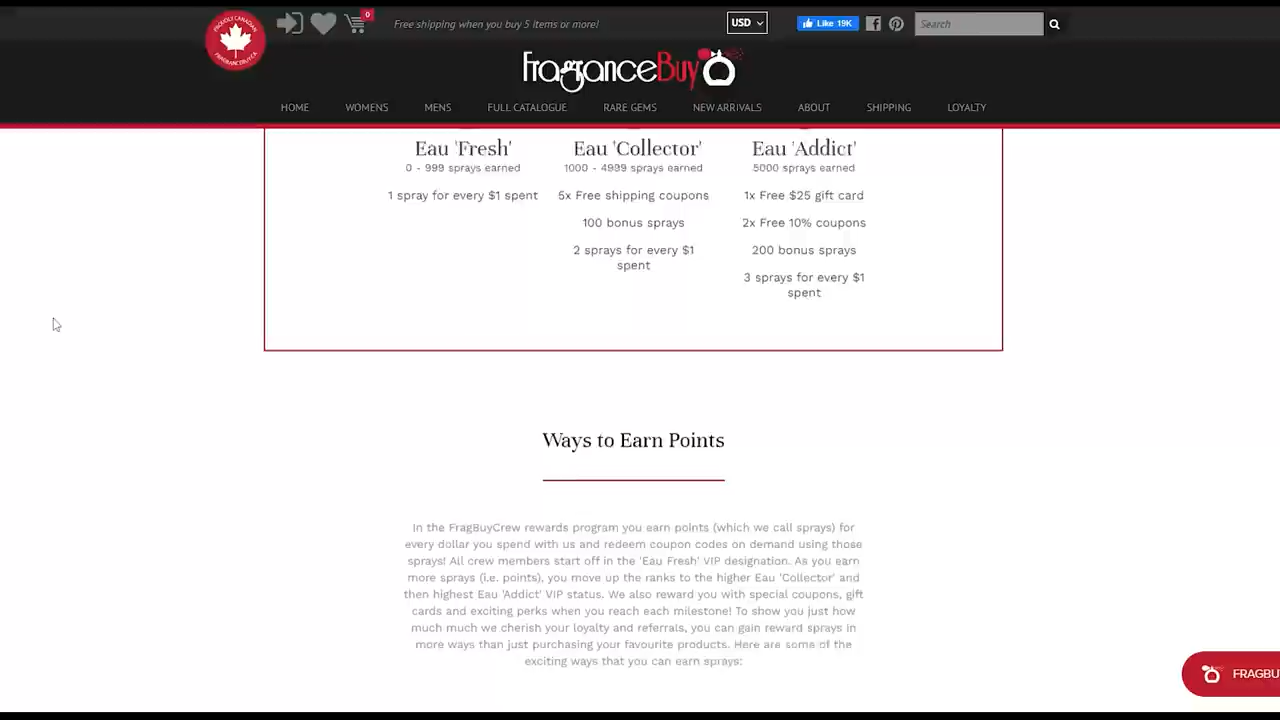 PROUDLY CANADIAN
FRAGRANCEBUY.CA
0
Free shipping when you buy 5 items or more!
USD
Like 19K
Search
FragranceBuy
HOME WOMENS MENS FULL CATALOGUE RARE GEMS NEW ARRIVALS ABOUT SHIPPING LOYALTY
Eau 'Fresh' Eau 'Collector' Eau 'Addict'
0 - 999 sprays earned 1000 - 4999 sprays earned 5000 sprays earned
1 spray for every $1 spent 5x Free shipping coupons 1x Free $25 gift card
100 bonus sprays 2x Free 10% coupons
2 sprays for every $1 200 bonus sprays
spent
3 sprays for every $1
spent
Ways to Earn Points
In the FragBuyCrew rewards program you earn points (which we call sprays) for
every dollar you spend with us and redeem coupon codes on demand using those
sprays! All crew members start off in the 'Eau Fresh' VIP designation. As you earn
more sprays (i.e. points), you move up the ranks to the higher Eau 'Collector' and
then highest Eau 'Addict' VIP status. We also reward you with special coupons, gift
cards and exciting perks when you reach each milestone! To show you just how
much much we cherish your loyalty and referrals, you can gain reward sprays in
more ways than just purchasing your favourite products. Here are some of the
exciting ways that you can earn sprays:
FRAGBU